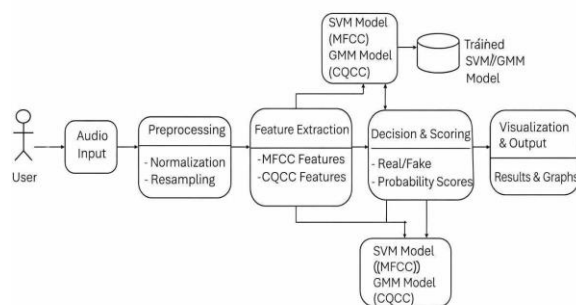 SVM Model
(MFCC)
GMM Model
(CQCC)
Tráiǹed
SVM//GMM
Model
User
Audio
Input
Preprocessing
- Normalization
- Resampling
Feature Extraction
-MFCC Features
-CQCC Features
Decision & Scoring
- Real/Fake
- Probability Scores
Visualization
& Output
Results & Graphs
SVM Model
((MFCC))
GMM Model
(CQCC)